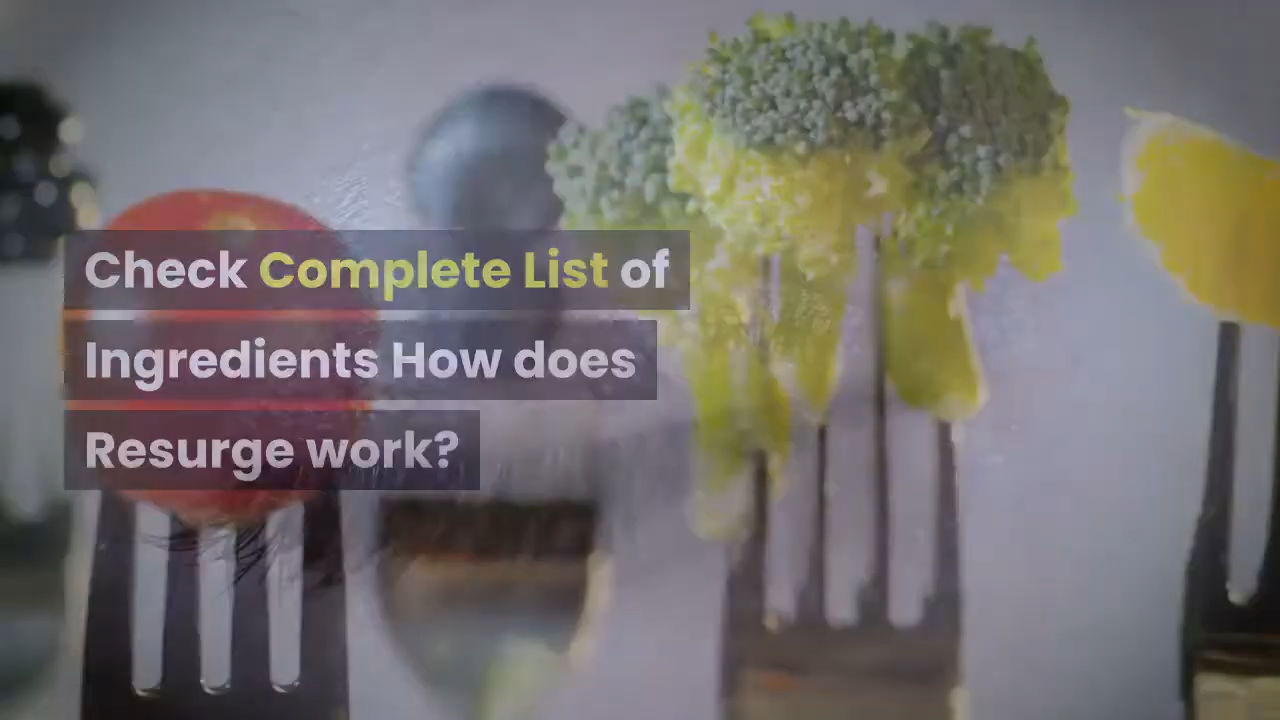 Check Complete List of
Ingredients How does
Resurge work?